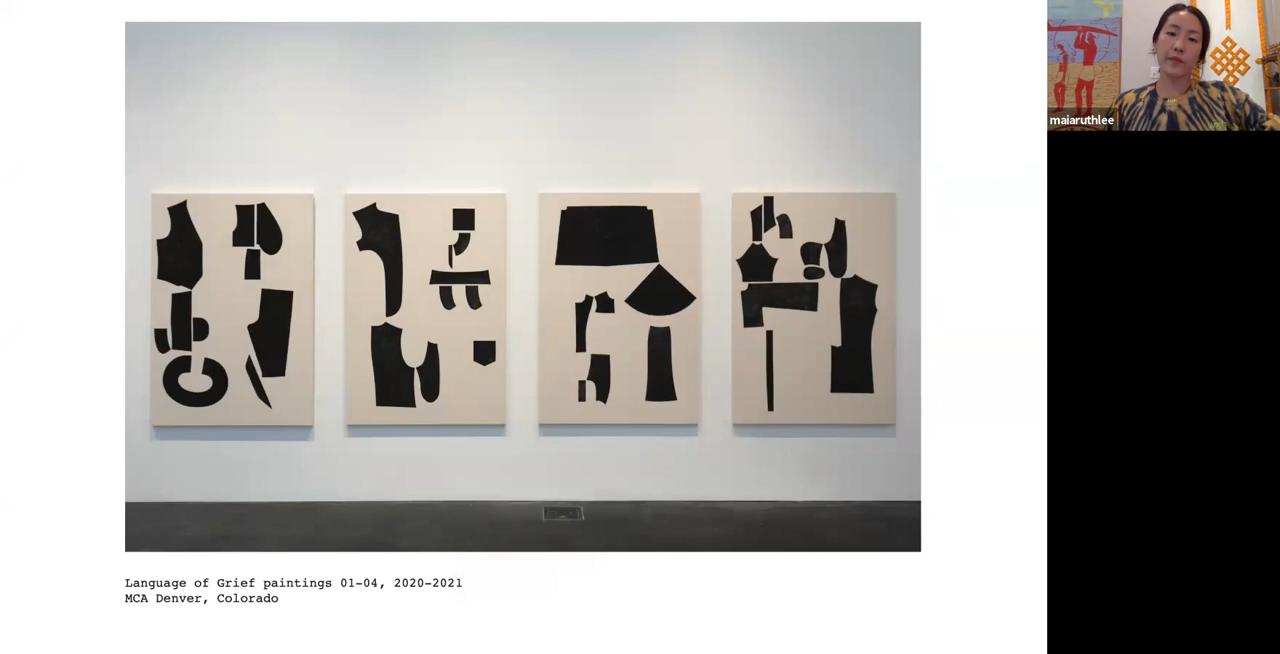 maiaruthlee
Language of Grief paintings 01-04, 2020-2021
MCA Denver, Colorado